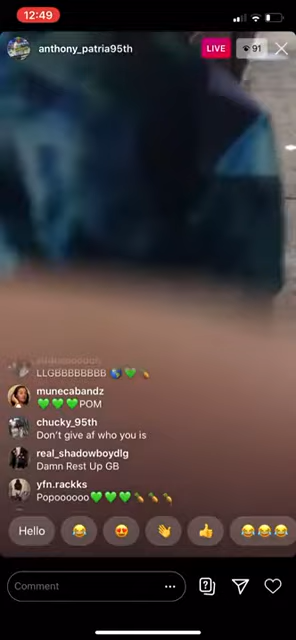 12:49
anthony_patria95th
LIVE
91
LLGBBBBBBBB 💚
munecabandz
💚💚💚POM
chucky_95th
Don't give af who you is
real_shadowboydlg
Damn Rest Up GB
yfn.rackks
Popoooooo💚💚💚🍾🍾🍾
Hello
😂
😍
👋
👍
😂😂😂
Comment